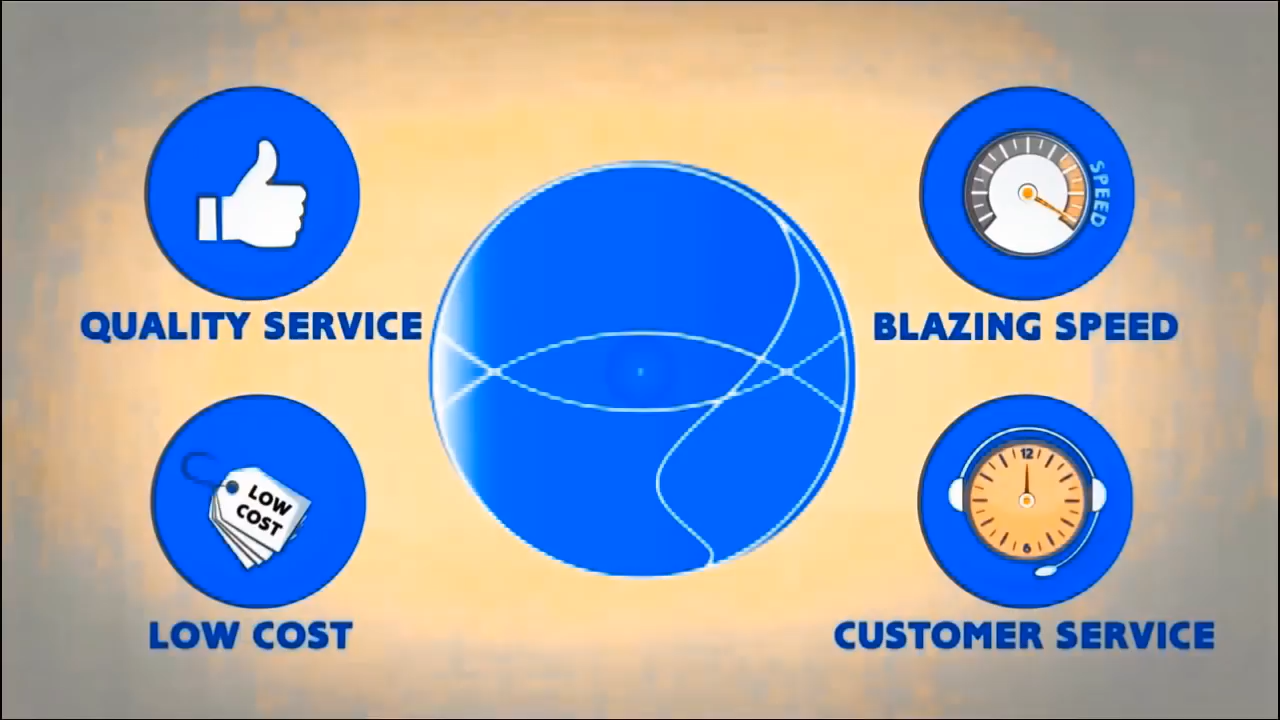 QUALITY SERVICE
SPEED
BLAZING SPEED
LOW
COST
LOW COST
12
6
CUSTOMER SERVICE